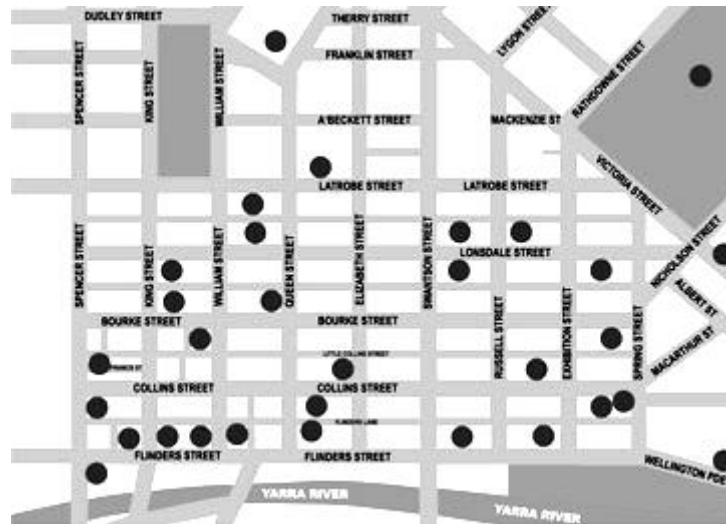 DUDLEY STREET
THERRY STREET
LYGON STREET
FRANKLIN STREET
RATHDOWNE STREET
SPENCER STREET
KING STREET
WILLIAM STREET
A'BECKETT STREET
MACKENZIE ST
VICTORIA STREET
LATROBE STREET
LATROBE STREET
SPENCER STREET
KING STREET
WILLIAM STREET
QUEEN STREET
ELIZABETH STREET
SWANTSON STREET
LONSDALE STREET
NICHOLSON STREET
ALBERT ST
BOURKE STREET
BOURKE STREET
RUSSELL STREET
EXHIBITION STREET
SPRING STREET
MACARTHUR ST
LITTLE COLLINS STREET
FRANCIS ST
COLLINS STREET
COLLINS STREET
FLINDERS LANE
FLINDERS STREET
FLINDERS STREET
WELLINGTON PDE
YARRA RIVER
YARRA RIVER